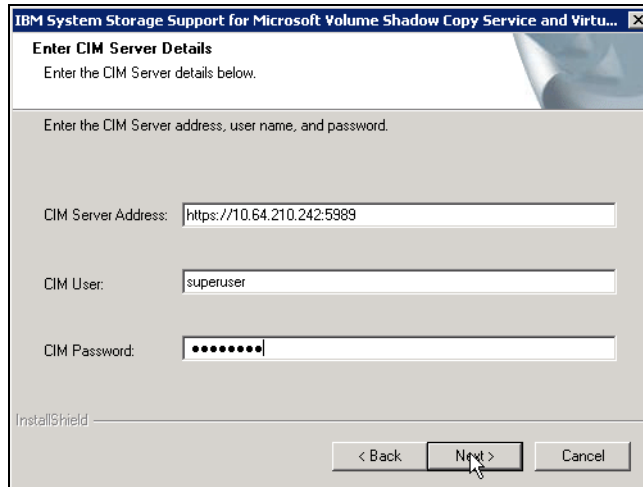 IBM System Storage Support for Microsoft Volume Shadow Copy Service and Virtu...
Enter CIM Server Details
Enter the CIM Server details below.
Enter the CIM Server address, user name, and password.
CIM Server Address: https://10.64.210.242:5989
CIM User: superuser
CIM Password: ●●●●●●●●
InstallShield
< Back Next > Cancel